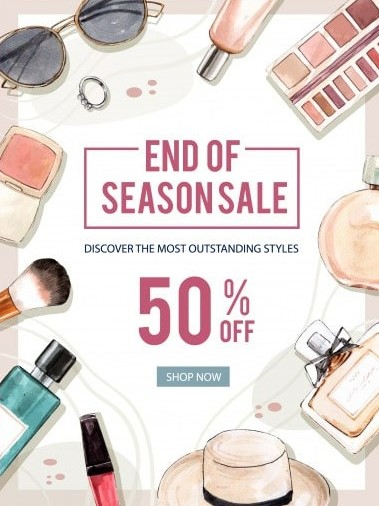 END OF
SEASON SALE
DISCOVER THE MOST OUTSTANDING STYLES
50%
OFF
SHOP NOW